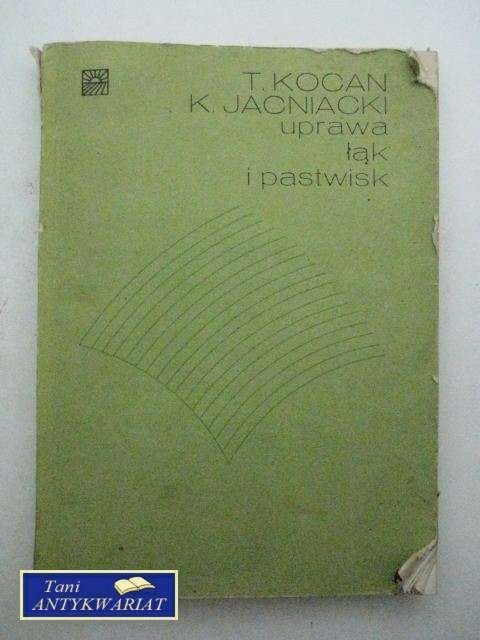 T. KOCAN
K. JACNIACKI
uprawa
łąk
i pastwisk
Tani
ANTYKWARIAT